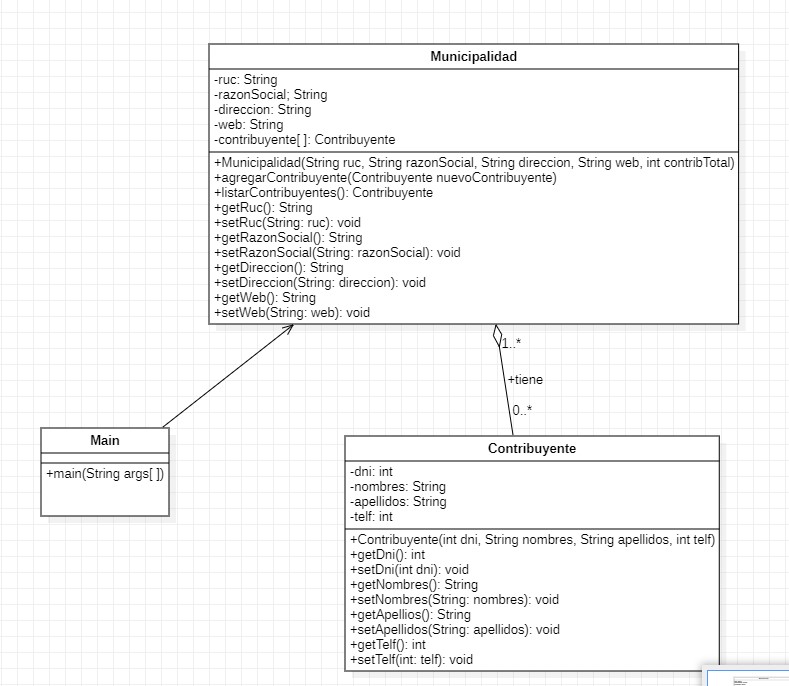 Municipalidad
-ruc: String
-razonSocial; String
-direccion: String
-web: String
-contribuyente[ ]: Contribuyente
+Municipalidad(String ruc, String razonSocial, String direccion, String web, int contribTotal)
+agregarContribuyente(Contribuyente nuevoContribuyente)
+listarContribuyentes(): Contribuyente
+getRuc(): String
+setRuc(String: ruc): void
+getRazonSocial(): String
+setRazonSocial(String: razonSocial): void
+getDireccion(): String
+setDireccion(String: direccion): void
+getWeb(): String
+setWeb(String: web): void
1..*
+tiene
0..*
Main
+main(String args[ ])
Contribuyente
-dni: int
-nombres: String
-apellidos: String
-telf: int
+Contribuyente(int dni, String nombres, String apellidos, int telf)
+getDni(): int
+setDni(int dni): void
+getNombres(): String
+setNombres(String: nombres): void
+getApellios(): String
+setApellidos(String: apellidos): void
+getTelf(): int
+setTelf(int: telf): void